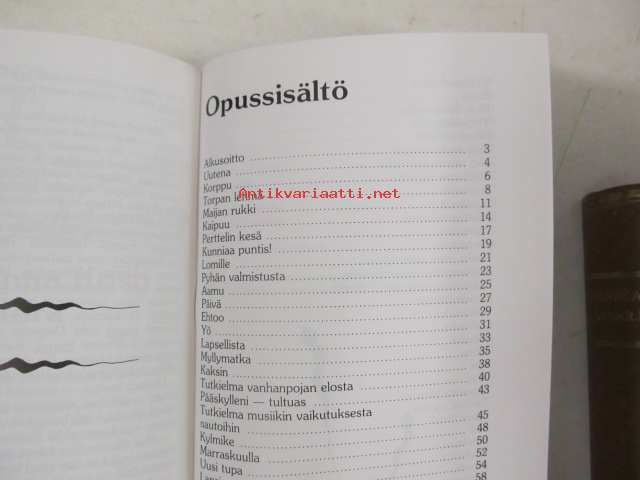 Opussisältö
Alkusoitto 3
Uutena 4
Korppu 6
Torpan lehmä 8
Antikvariaatti.net
Maijan rukki 11
Kaipuu 14
Perttelin kesä 17
Kunniaa puntis! 19
Lomille 21
Pyhän valmistusta 23
Aamu 25
Päivä 27
Ehtoo 29
Yö 31
Lapsellista 33
Myllymatka 35
Kaksin 38
Tutkielma vanhanpojan elosta 40
Pääskylleni — tultuas 43
Tutkielma musiikin vaikutuksesta
nautoihin 45
Kylmike 48
Marraskuulla 50
Uusi tupa 52
54
58